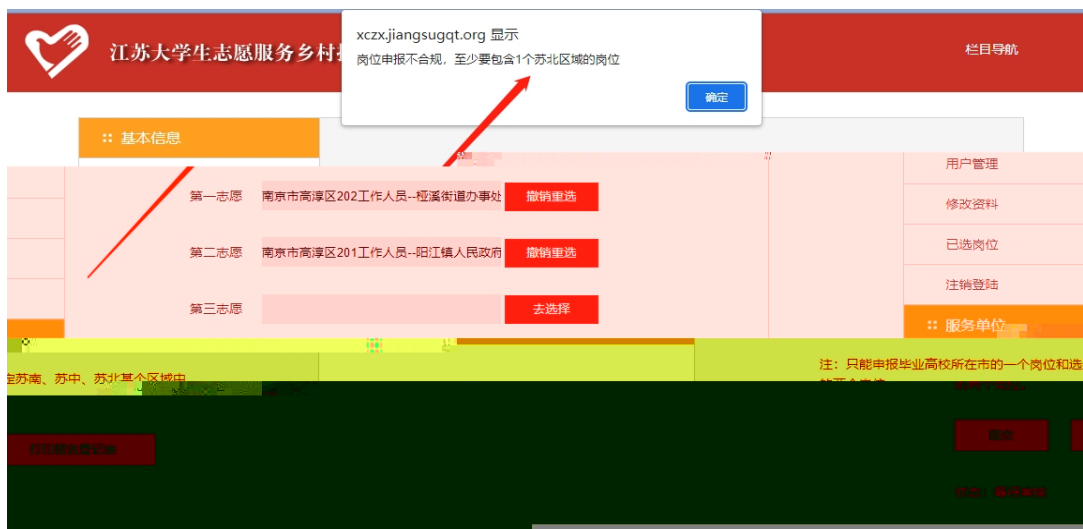 xczx.jiangsugqt.org 显示
江苏大学生志愿服务乡村
岗位申报不合规，至少要包含1个苏北区域的岗位
栏目导航
确定
基本信息
用户管理
第一志愿 南京市高淳区202工作人员--桠溪街道办事处 撤销重选
修改资料
已选岗位
第二志愿 南京市高淳区201工作人员--阳江镇人民政府 撤销重选
注销登陆
第三志愿 去选择
服务单位
注：只能申报毕业高校所在市的一个岗位和选
定苏南、苏中、苏北某个区域中